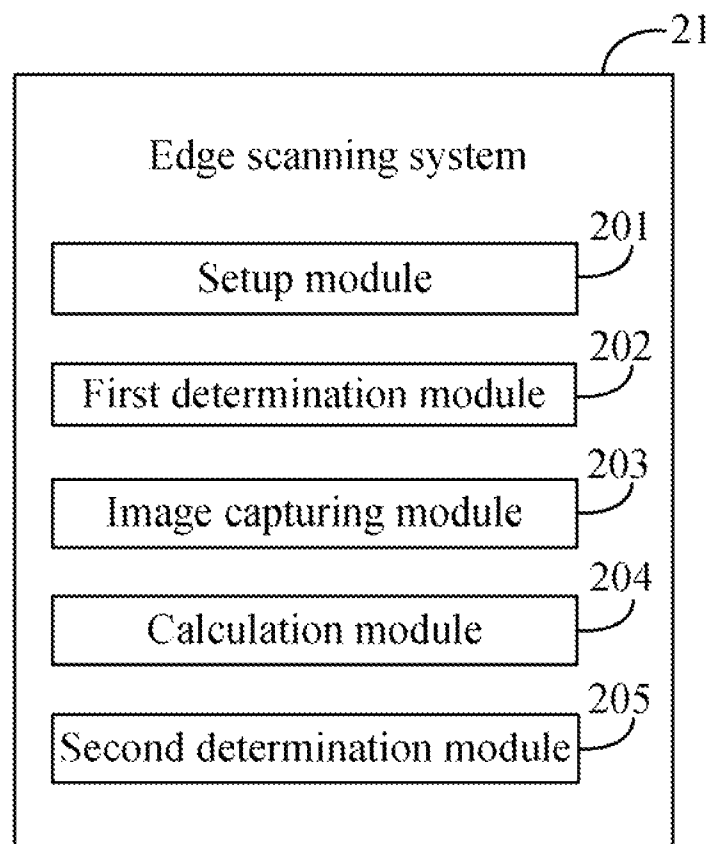 21
Edge scanning system
201
Setup module
202
First determination module
203
Image capturing module
204
Calculation module
205
Second determination module